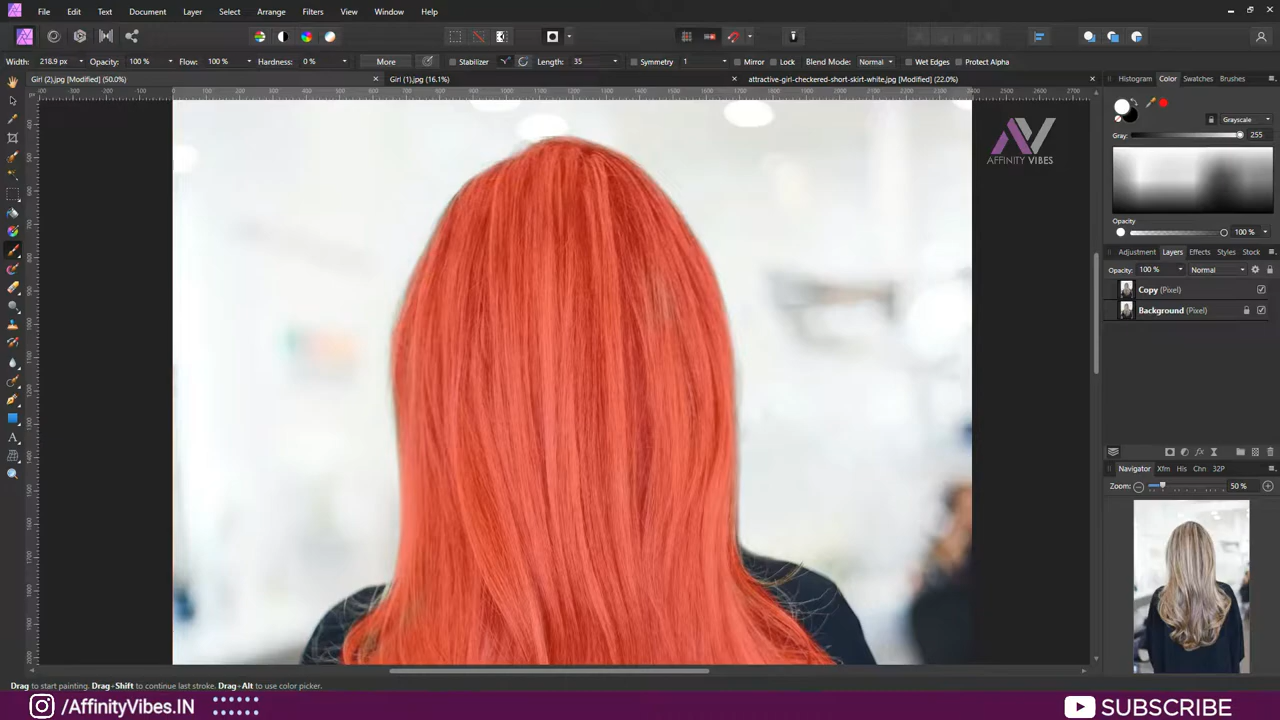 File Edit Text Document Layer Select Arrange Filters View Window Help
Width: 218.9 px Opacity: 100 % Flow: 100 % Hardness: 0 % More Stabilizer Length: 35 Symmetry 1 Mirror Lock Blend Mode: Normal Wet Edges Protect Alpha
Girl (2).jpg [Modified] (50.0%) Girl (1).jpg (16.1%) attractive-girl-checkered-short-skirt-white.jpg [Modified] (22.0%)
Histogram Color Swatches Brushes
Grayscale
Gray: 255
AFFINITY VIBES
Opacity
100 %
Adjustment Layers Effects Styles Stock
Opacity: 100 % Normal
Copy (Pixel)
Background (Pixel)
Navigator Xfm His Chn 32P
Zoom: 50 %
Drag to start painting. Drag+Shift to continue last stroke. Drag+Alt to use color picker.
/AffinityVibes.IN SUBSCRIBE